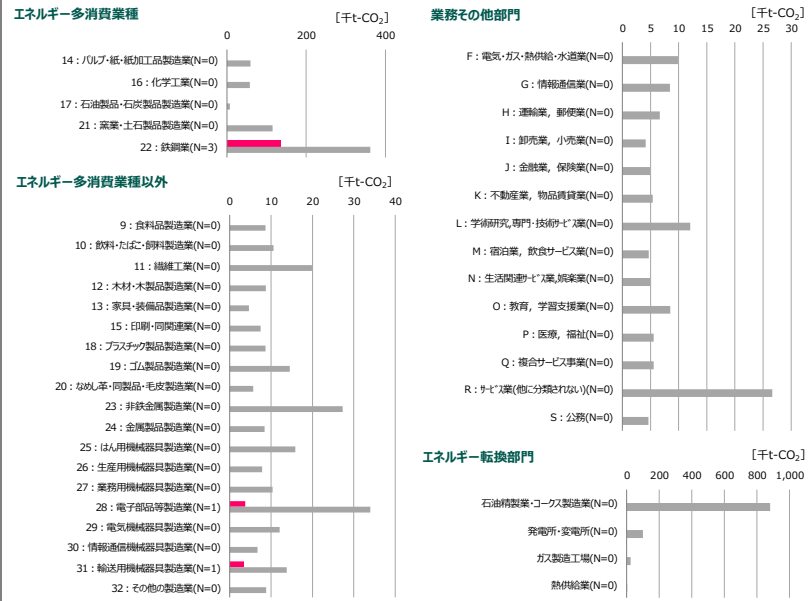 エネルギー多消費業種
[千t-CO₂]
0 200 400
14：パルプ・紙・紙加工品製造業(N=0)
16：化学工業(N=0)
17：石油製品・石炭製品製造業(N=0)
21：窯業・土石製品製造業(N=0)
22：鉄鋼業(N=3)
エネルギー多消費業種以外
[千t-CO₂]
0 10 20 30 40
9：食料品製造業(N=0)
10：飲料・たばこ・飼料製造業(N=0)
11：繊維工業(N=0)
12：木材・木製品製造業(N=0)
13：家具・装備品製造業(N=0)
15：印刷・同関連業(N=0)
18：プラスチック製品製造業(N=0)
19：ゴム製品製造業(N=0)
20：なめし革・同製品・毛皮製造業(N=0)
23：非鉄金属製造業(N=0)
24：金属製品製造業(N=0)
25：はん用機械器具製造業(N=0)
26：生産用機械器具製造業(N=0)
27：業務用機械器具製造業(N=0)
28：電子部品等製造業(N=1)
29：電気機械器具製造業(N=0)
30：情報通信機械器具製造業(N=0)
31：輸送用機械器具製造業(N=1)
32：その他の製造業(N=0)
業務その他部門
[千t-CO₂]
0 5 10 15 20 25 30
F：電気・ガス・熱供給・水道業(N=0)
G：情報通信業(N=0)
H：運輸業，郵便業(N=0)
I：卸売業，小売業(N=0)
J：金融業，保険業(N=0)
K：不動産業，物品賃貸業(N=0)
L：学術研究,専門・技術ｻｰﾋﾞｽ業(N=0)
M：宿泊業，飲食サービス業(N=0)
N：生活関連ｻｰﾋﾞｽ業,娯楽業(N=0)
O：教育，学習支援業(N=0)
P：医療，福祉(N=0)
Q：複合サービス事業(N=0)
R：ｻｰﾋﾞｽ業(他に分類されない)(N=0)
S：公務(N=0)
エネルギー転換部門
[千t-CO₂]
0 200 400 600 800 1,000
石油精製業・コークス製造業(N=0)
発電所・変電所(N=0)
ガス製造工場(N=0)
熱供給業(N=0)